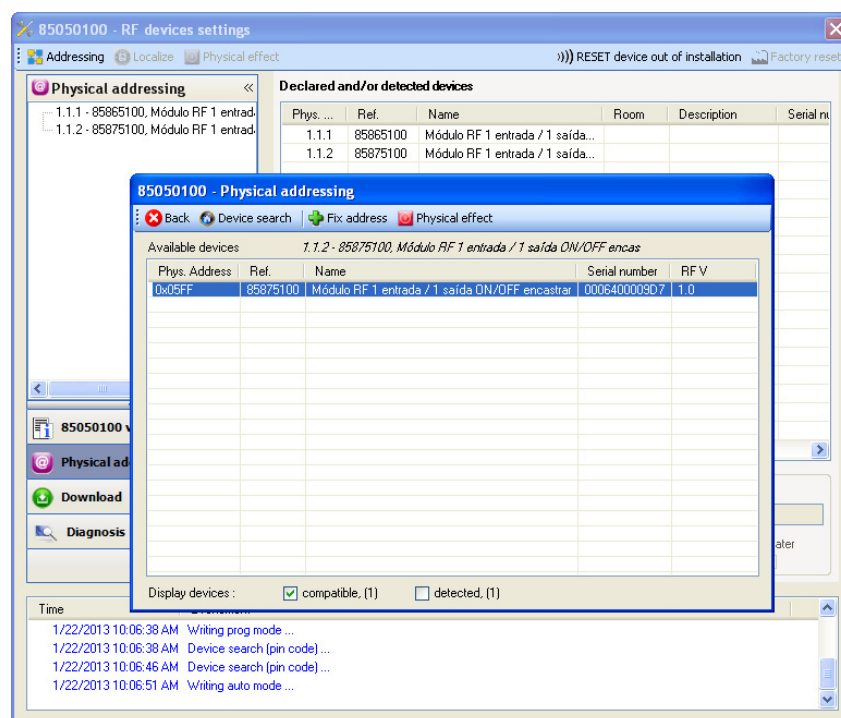 85050100 - RF devices setting
Addressing Localize Physical effect RESET device out of installation Factory reset
Physical addressing Declared and/or detected devices
1.1.1 - 85865100, Módulo RF 1 entrad
1.1.2 - 85875100, Módulo RF 1 entrad
Phys. ... Ref. Name Room Description Serial nu
1.1.1 85865100 Módulo RF 1 entrada / 1 saída...
1.1.2 85875100 Módulo RF 1 entrada / 1 saída...
85050100 - Physical addressing
Back Device search Fix address Physical effect
Available devices 1.1.2 - 85875100, Módulo RF 1 entrada / 1 saída ON/OFF encas
Phys. Address Ref. Name Serial number RF V
0x05FF 85875100 Módulo RF 1 entrada / 1 saída ON/OFF encastrar 0006400009D7 1.0
85050100 v
Physical ad
Download
Diagnosis
ater
Display devices : compatible, (1) detected, (1)
Time
1/22/2013 10:06:38 AM Writing prog mode ...
1/22/2013 10:06:38 AM Device search (pin code) ...
1/22/2013 10:06:46 AM Device search (pin code) ...
1/22/2013 10:06:51 AM Writing auto mode ...